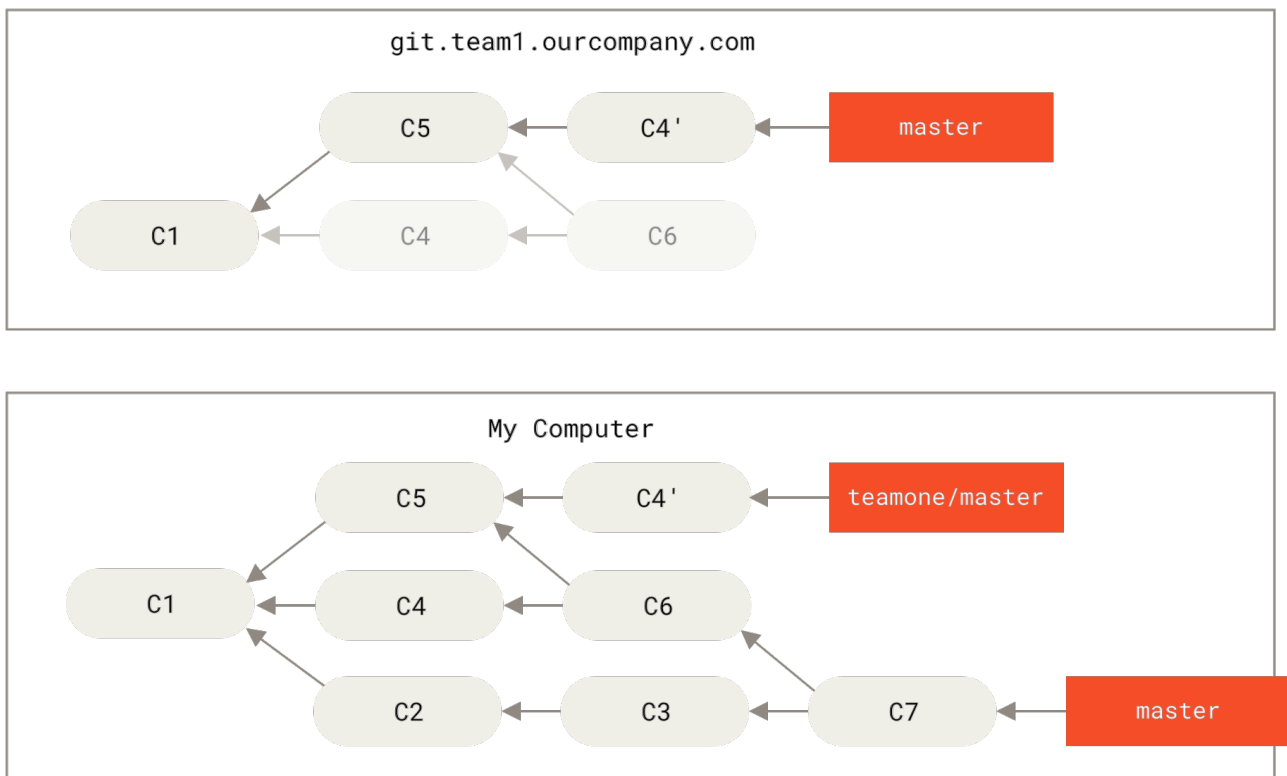 git.team1.ourcompany.com
C5 C4' master
C1 C4 C6
My Computer
C5 C4' teamone/master
C1 C4 C6
C2 C3 C7 master